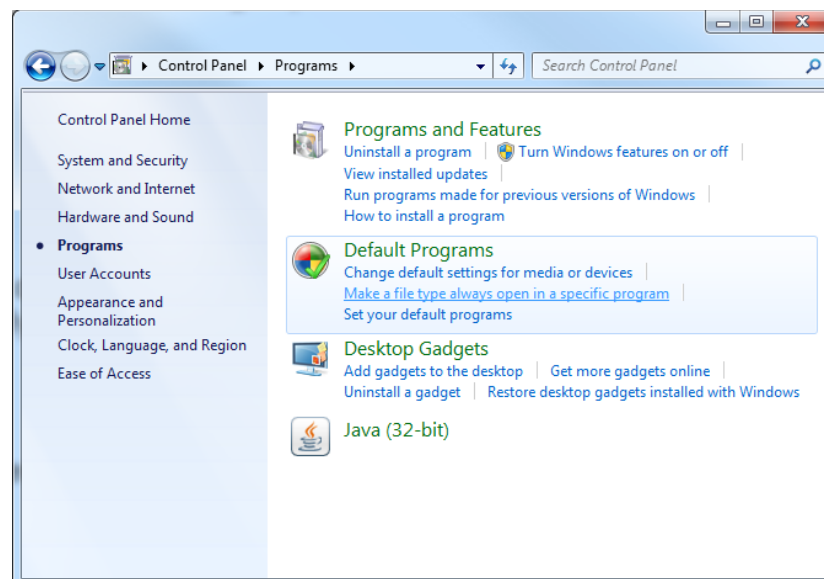 Control Panel Programs
Search Control Panel
Control Panel Home
System and Security
Network and Internet
Hardware and Sound
Programs
User Accounts
Appearance and
Personalization
Clock, Language, and Region
Ease of Access
Programs and Features
Uninstall a program Turn Windows features on or off
View installed updates
Run programs made for previous versions of Windows
How to install a program
Default Programs
Change default settings for media or devices
Make a file type always open in a specific program
Set your default programs
Desktop Gadgets
Add gadgets to the desktop Get more gadgets online
Uninstall a gadget Restore desktop gadgets installed with Windows
Java (32-bit)